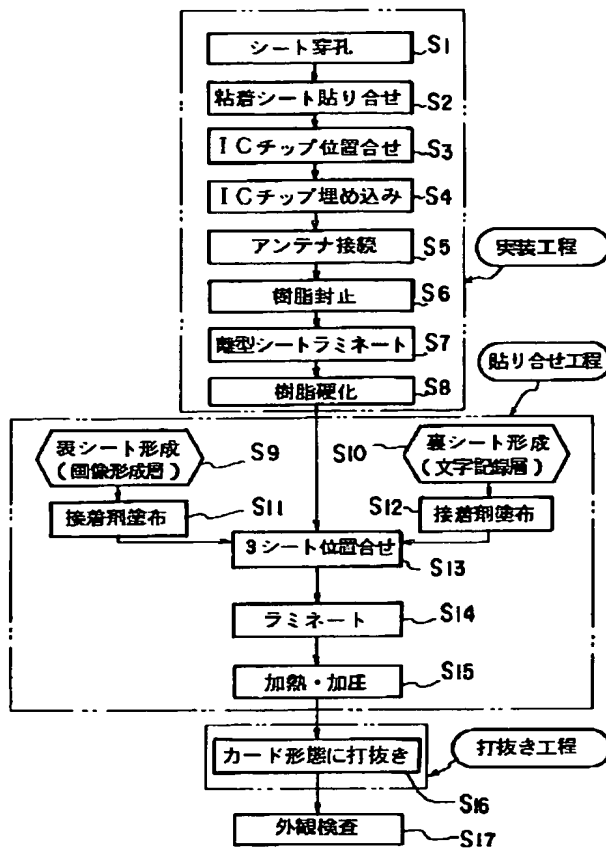 シート穿孔 S1
粘着シート貼り合せ S2
ICチップ位置合せ S3
ICチップ埋め込み S4
アンテナ接続 S5
実装工程
樹脂封止 S6
離型シートラミネート S7
貼り合せ工程
樹脂硬化 S8
表シート形成 S9
(画像形成層)
S10 裏シート形成
(文字記録層)
接着剤塗布 S11
S12 接着剤塗布
3シート位置合せ
S13
ラミネート S14
加熱・加圧 S15
カード形態に打抜き
打抜き工程
S16
外観検査 S17